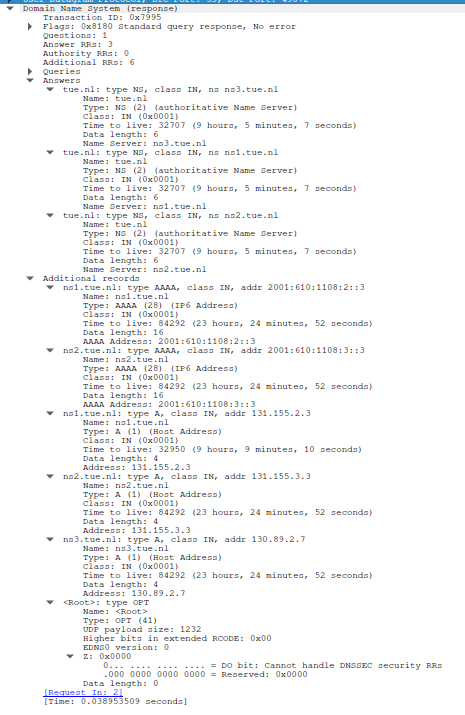 Domain Name System (response)
Transaction ID: 0x7995
Flags: 0x8180 Standard query response, No error
Questions: 1
Answer RRs: 3
Authority RRs: 0
Additional RRs: 6
Queries
Answers
tue.nl: type NS, class IN, ns ns3.tue.nl
Name: tue.nl
Type: NS (2) (authoritative Name Server)
Class: IN (0x0001)
Time to live: 32707 (9 hours, 5 minutes, 7 seconds)
Data length: 6
Name Server: ns3.tue.nl
tue.nl: type NS, class IN, ns ns1.tue.nl
Name: tue.nl
Type: NS (2) (authoritative Name Server)
Class: IN (0x0001)
Time to live: 32707 (9 hours, 5 minutes, 7 seconds)
Data length: 6
Name Server: ns1.tue.nl
tue.nl: type NS, class IN, ns ns2.tue.nl
Name: tue.nl
Type: NS (2) (authoritative Name Server)
Class: IN (0x0001)
Time to live: 32707 (9 hours, 5 minutes, 7 seconds)
Data length: 6
Name Server: ns2.tue.nl
Additional records
ns1.tue.nl: type AAAA, class IN, addr 2001:610:1108:2::3
Name: ns1.tue.nl
Type: AAAA (28) (IP6 Address)
Class: IN (0x0001)
Time to live: 84292 (23 hours, 24 minutes, 52 seconds)
Data length: 16
AAAA Address: 2001:610:1108:2::3
ns2.tue.nl: type AAAA, class IN, addr 2001:610:1108:3::3
Name: ns2.tue.nl
Type: AAAA (28) (IP6 Address)
Class: IN (0x0001)
Time to live: 84292 (23 hours, 24 minutes, 52 seconds)
Data length: 16
AAAA Address: 2001:610:1108:3::3
ns1.tue.nl: type A, class IN, addr 131.155.2.3
Name: ns1.tue.nl
Type: A (1) (Host Address)
Class: IN (0x0001)
Time to live: 32950 (9 hours, 9 minutes, 10 seconds)
Data length: 4
Address: 131.155.2.3
ns2.tue.nl: type A, class IN, addr 131.155.3.3
Name: ns2.tue.nl
Type: A (1) (Host Address)
Class: IN (0x0001)
Time to live: 84292 (23 hours, 24 minutes, 52 seconds)
Data length: 4
Address: 131.155.3.3
ns3.tue.nl: type A, class IN, addr 130.89.2.7
Name: ns3.tue.nl
Type: A (1) (Host Address)
Class: IN (0x0001)
Time to live: 84292 (23 hours, 24 minutes, 52 seconds)
Data length: 4
Address: 130.89.2.7
<Root>: type OPT
Name: <Root>
Type: OPT (41)
UDP payload size: 1232
Higher bits in extended RCODE: 0x00
EDNS0 version: 0
Z: 0x0000
0... .... .... .... = DO bit: Cannot handle DNSSEC security RRs
.000 0000 0000 0000 = Reserved: 0x0000
Data length: 0
[Request In: 2]
[Time: 0.038953509 seconds]